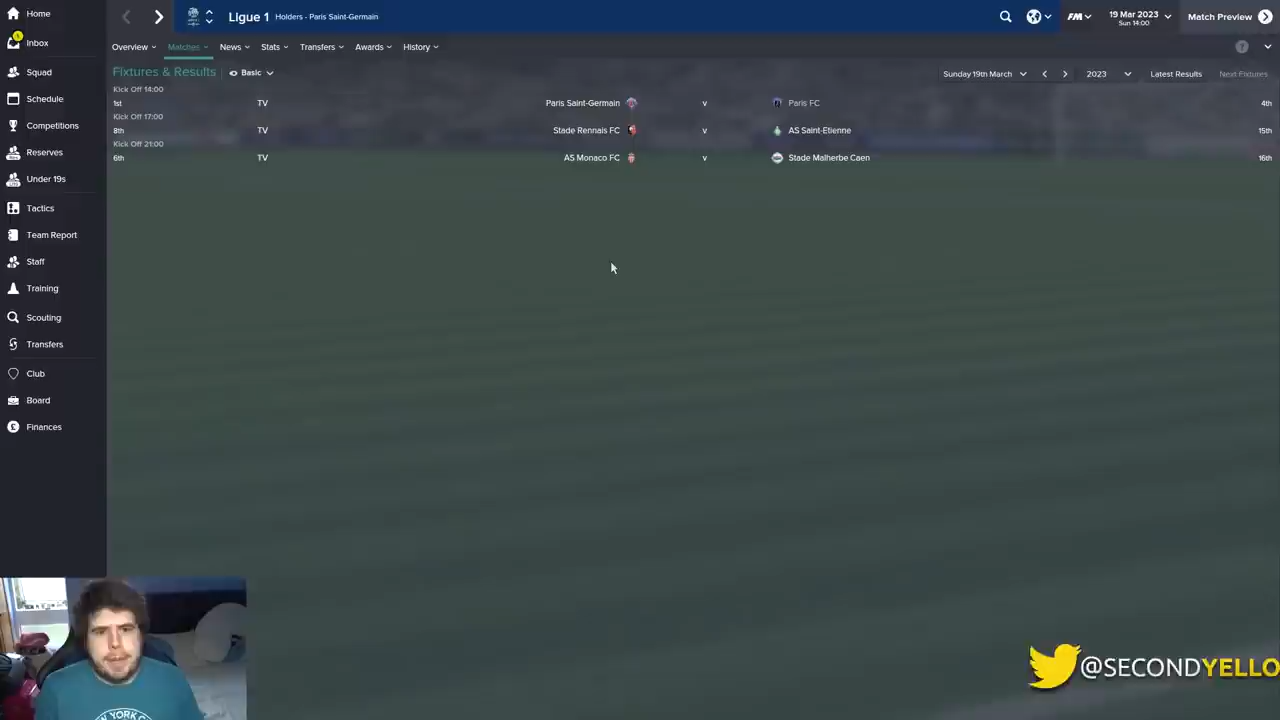 Home
Ligue 1 Holders - Paris Saint-Germain
FM
19 Mar 2023
Sun 14:00
Match Preview
1
Inbox
Overview Matches News Stats Transfers Awards History
?
Fixtures & Results Basic
Sunday 19th March 2023 Latest Results Next Fixtures
Squad
Schedule
Competitions
Reserves
Under 19s
Tactics
Team Report
Staff
Training
Scouting
Transfers
Club
Board
Finances
Kick Off 14:00
1st TV Paris Saint-Germain v Paris FC 4th
Kick Off 17:00
8th TV Stade Rennais FC v AS Saint-Etienne 15th
Kick Off 21:00
6th TV AS Monaco FC v Stade Malherbe Caen 16th
@SECONDYELLO
NEW YORK C